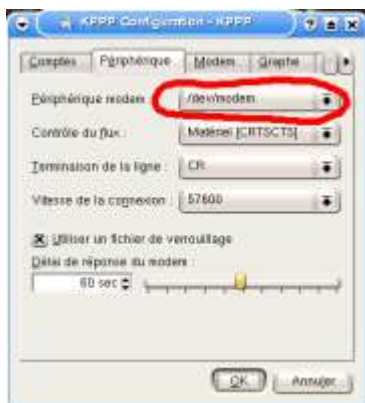 KPPP Configuration - KPPP
Comptes Périphérique Modem Graphe
Périphérique modem : /dev/modem
Contrôle du flux : Matériel [CRTSCTS]
Terminaison de la ligne : CR
Vitesse de la connexion : 57600
Utiliser un fichier de verrouillage
Délai de réponse du modem :
60 sec
OK Annuler